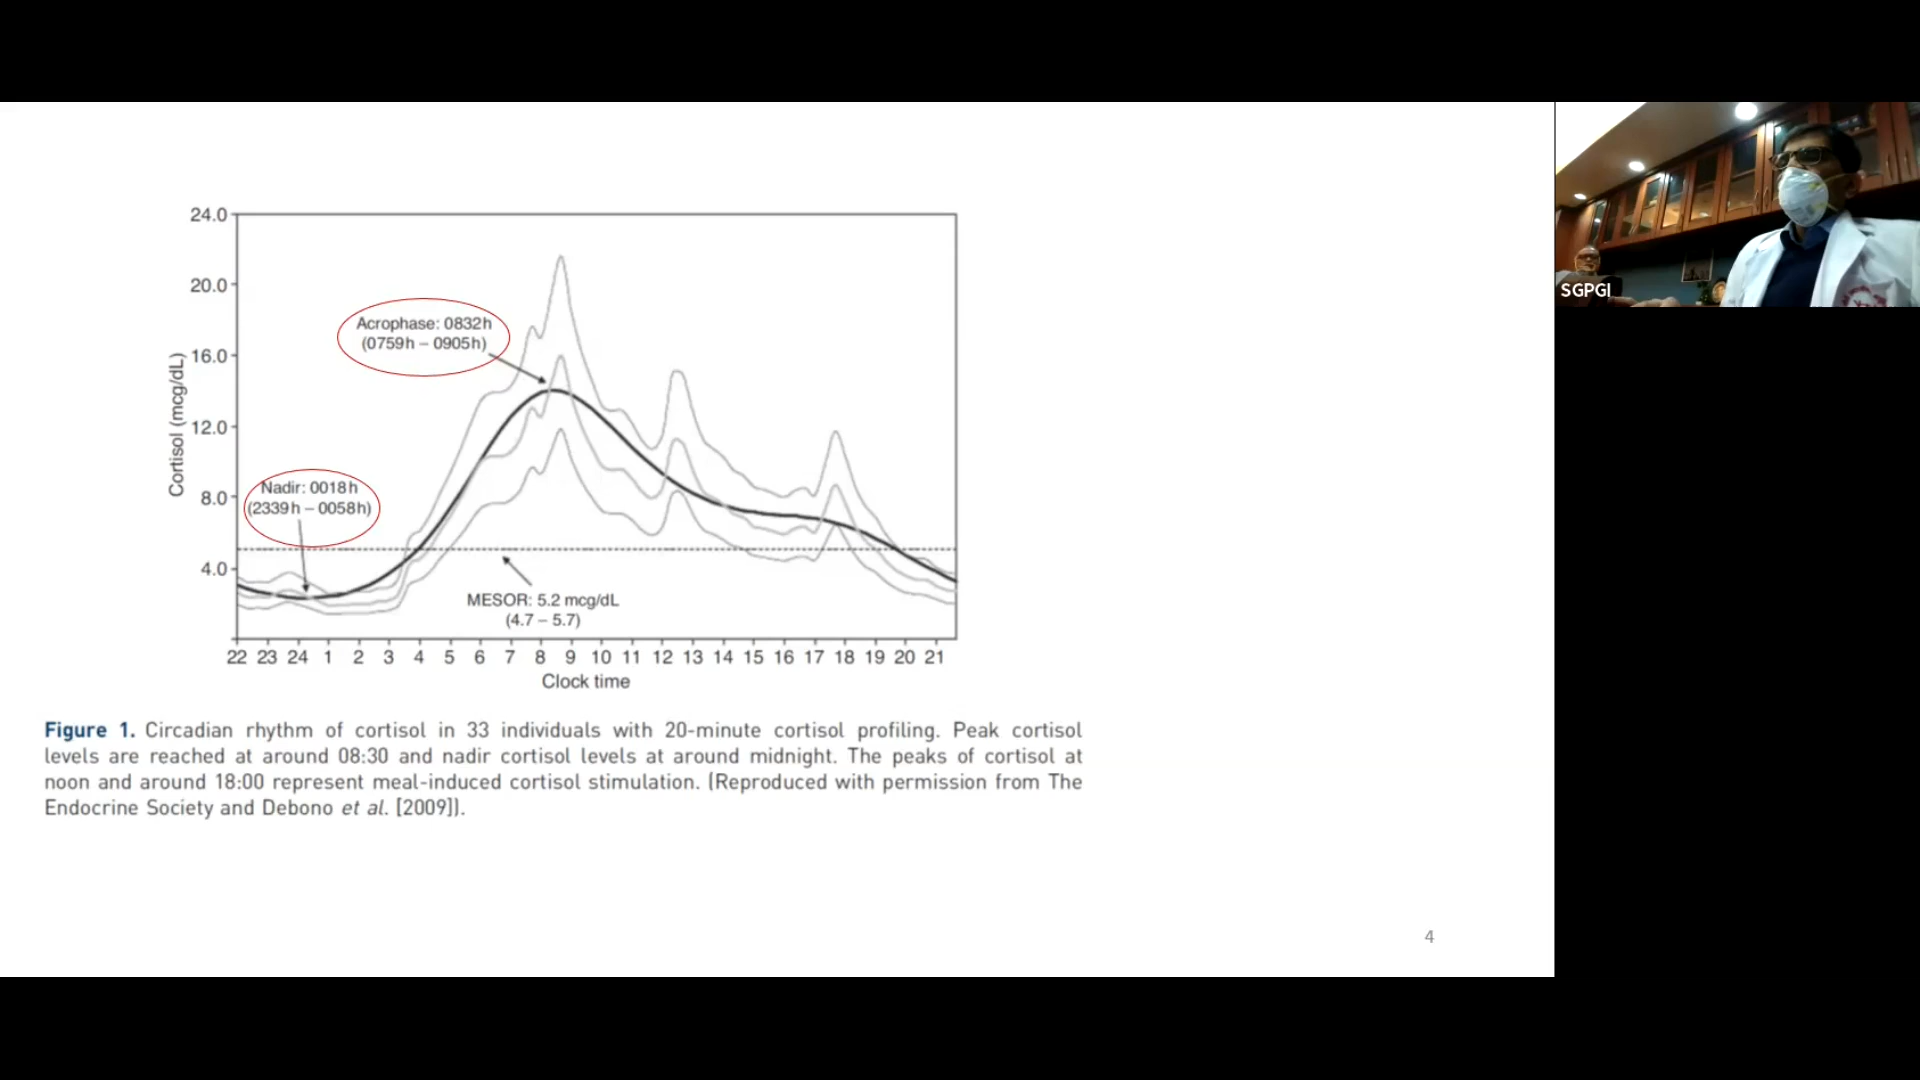 24.0
20.0
16.0
12.0
8.0
4.0
Cortisol (mcg/dL)
Acrophase: 0832h
(0759h – 0905h)
Nadir: 0018h
(2339h – 0058h)
MESOR: 5.2 mcg/dL
(4.7 – 5.7)
22 23 24 1 2 3 4 5 6 7 8 9 10 11 12 13 14 15 16 17 18 19 20 21
Clock time
Figure 1. Circadian rhythm of cortisol in 33 individuals with 20-minute cortisol profiling. Peak cortisol
levels are reached at around 08:30 and nadir cortisol levels at around midnight. The peaks of cortisol at
noon and around 18:00 represent meal-induced cortisol stimulation. (Reproduced with permission from The
Endocrine Society and Debono et al. [2009]).
4
SGPGI